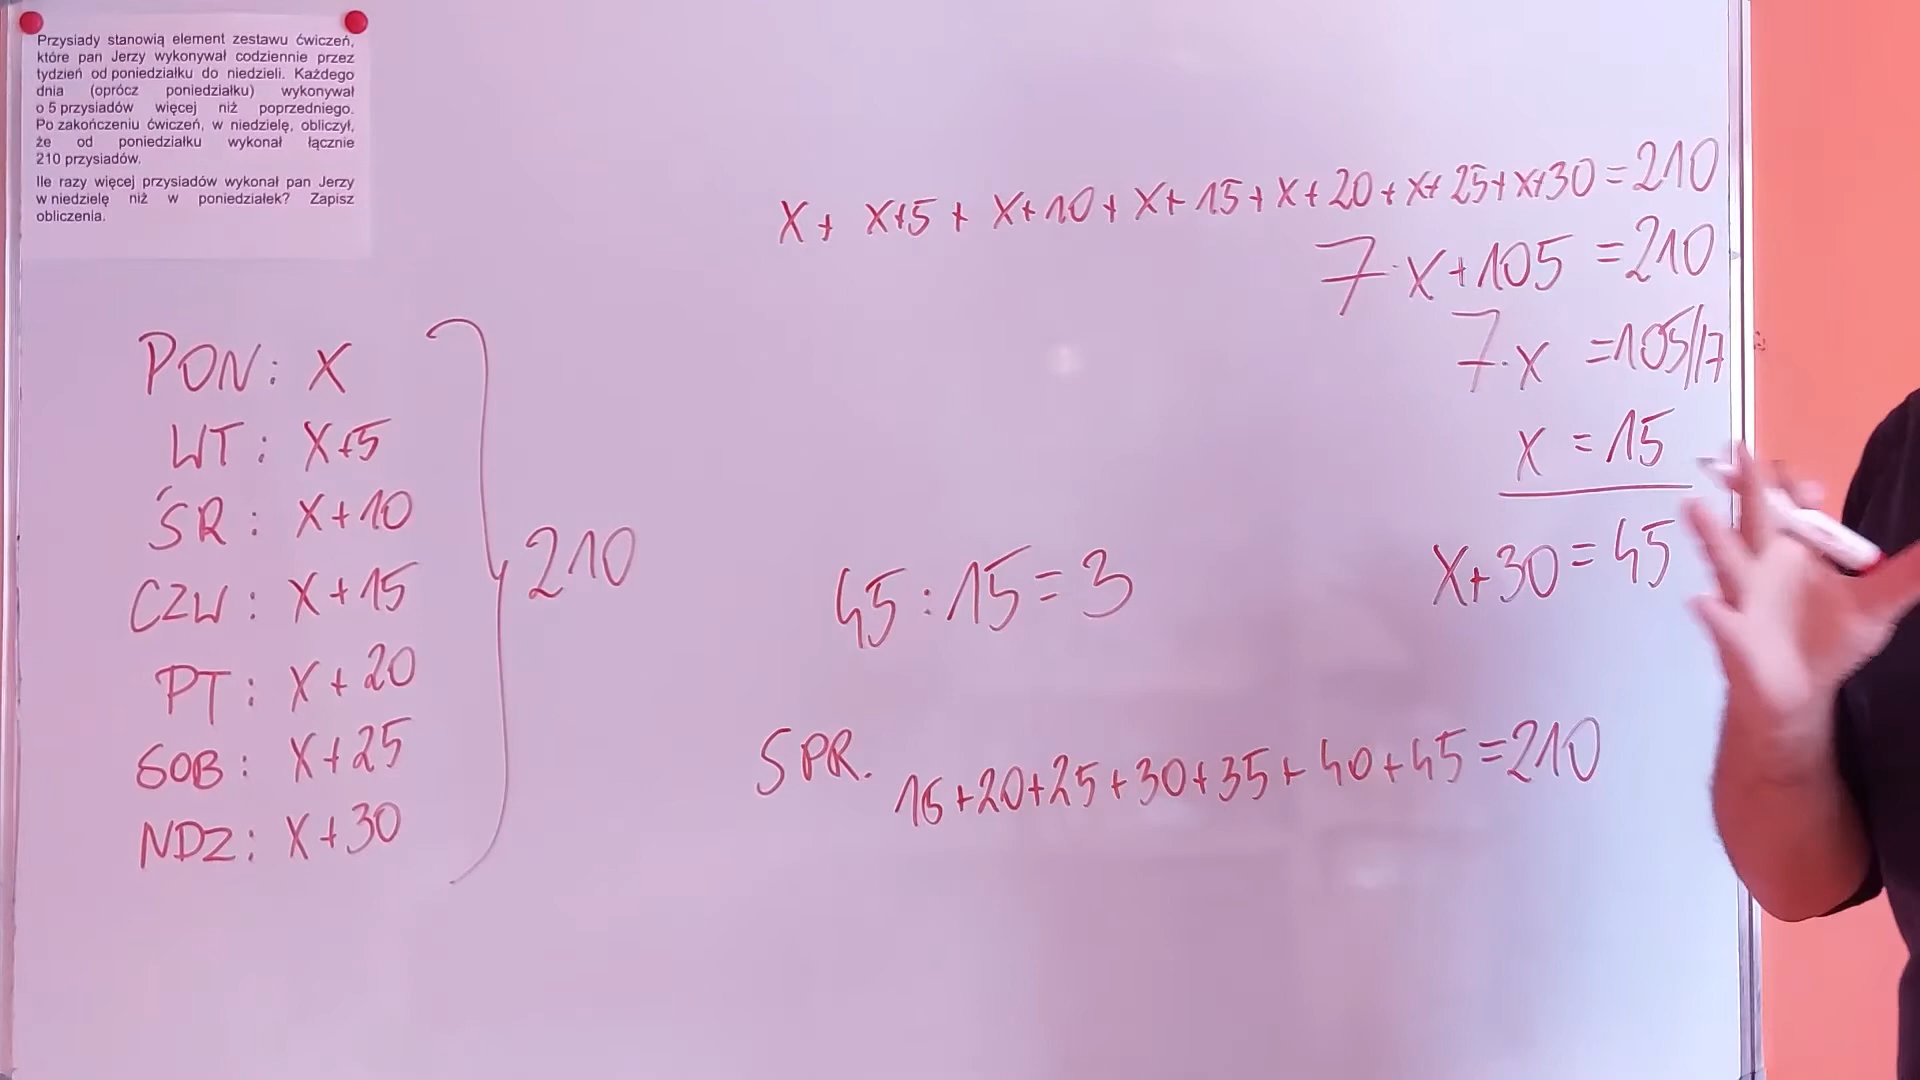 Przysiady stanowią element zestawu ćwiczeń,
które pan Jerzy wykonywał codziennie przez
tydzień od poniedziałku do niedzieli. Każdego
dnia (oprócz poniedziałku) wykonywał
o 5 przysiadów więcej niż poprzedniego.
Po zakończeniu ćwiczeń, w niedzielę, obliczył,
że od poniedziałku wykonał łącznie
210 przysiadów.
Ile razy więcej przysiadów wykonał pan Jerzy
w niedzielę niż w poniedziałek? Zapisz
obliczenia.
PON: X
WT: X+5
ŚR: X+10
CZW: X+15
PT: X+20
SOB: X+25
NDZ: X+30
210
X+ X+5 + X+10+ X+15+X+20+X+25+X+30=210
7·X+105=210
7·X =105/:7
X =15
X+30=45
45:15=3
SPR. 15+20+25+30+35+40+45=210